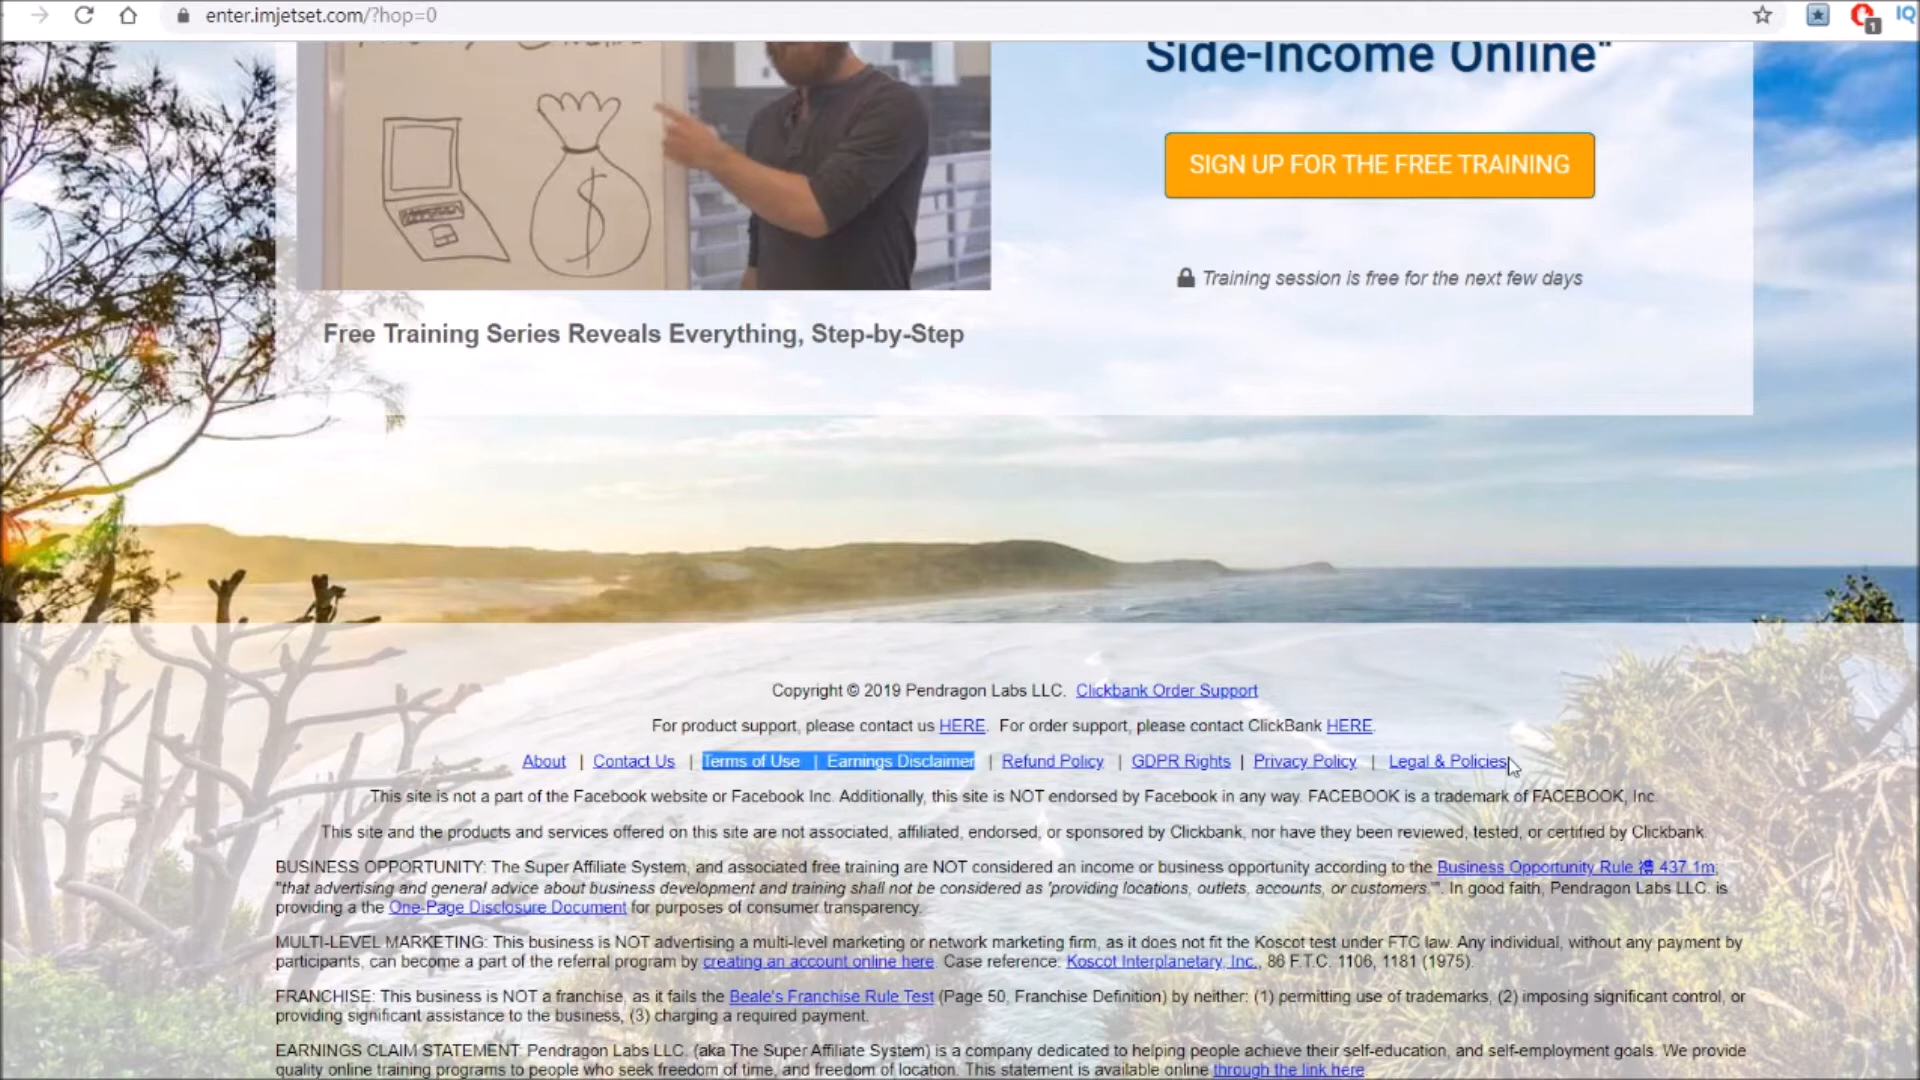 enter.imjetset.com/?hop=0
1
IQ
Side-Income Online"
$
SIGN UP FOR THE FREE TRAINING
Training session is free for the next few days
Free Training Series Reveals Everything, Step-by-Step
Copyright © 2019 Pendragon Labs LLC. Clickbank Order Support
For product support, please contact us HERE. For order support, please contact ClickBank HERE.
About | Contact Us | Terms of Use | Earnings Disclaimer | Refund Policy | GDPR Rights | Privacy Policy | Legal & Policies
This site is not a part of the Facebook website or Facebook Inc. Additionally, this site is NOT endorsed by Facebook in any way. FACEBOOK is a trademark of FACEBOOK, Inc.
This site and the products and services offered on this site are not associated, affiliated, endorsed, or sponsored by Clickbank, nor have they been reviewed, tested, or certified by Clickbank.
BUSINESS OPPORTUNITY: The Super Affiliate System, and associated free training are NOT considered an income or business opportunity according to the Business Opportunity Rule 437.1m,
"that advertising and general advice about business development and training shall not be considered as 'providing locations, outlets, accounts, or customers.'". In good faith, Pendragon Labs LLC. is
providing a the One-Page Disclosure Document for purposes of consumer transparency.
MULTI-LEVEL MARKETING: This business is NOT advertising a multi-level marketing or network marketing firm, as it does not fit the Koscot test under FTC law. Any individual, without any payment by
participants, can become a part of the referral program by creating an account online here. Case reference: Koscot Interplanetary, Inc., 86 F.T.C. 1106, 1181 (1975).
FRANCHISE: This business is NOT a franchise, as it fails the Beale's Franchise Rule Test (Page 50, Franchise Definition) by neither: (1) permitting use of trademarks, (2) imposing significant control, or
providing significant assistance to the business, (3) charging a required payment.
EARNINGS CLAIM STATEMENT: Pendragon Labs LLC. (aka The Super Affiliate System) is a company dedicated to helping people achieve their self-education, and self-employment goals. We provide
quality online training programs to people who seek freedom of time, and freedom of location. This statement is available online through the link here